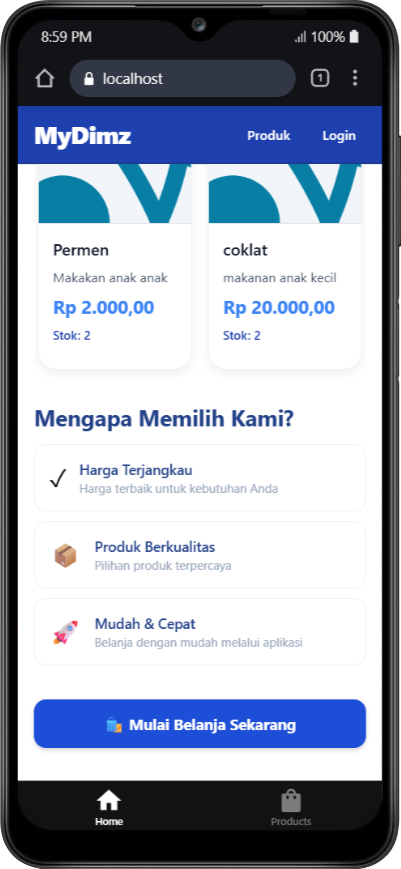 8:59 PM 100%
localhost 1
MyDimz Produk Login
Permen
Makakan anak anak
Rp 2.000,00
Stok: 2
coklat
makanan anak kecil
Rp 20.000,00
Stok: 2
Mengapa Memilih Kami?
Harga Terjangkau
Harga terbaik untuk kebutuhan Anda
Produk Berkualitas
Pilihan produk terpercaya
Mudah & Cepat
Belanja dengan mudah melalui aplikasi
Mulai Belanja Sekarang
Home Products